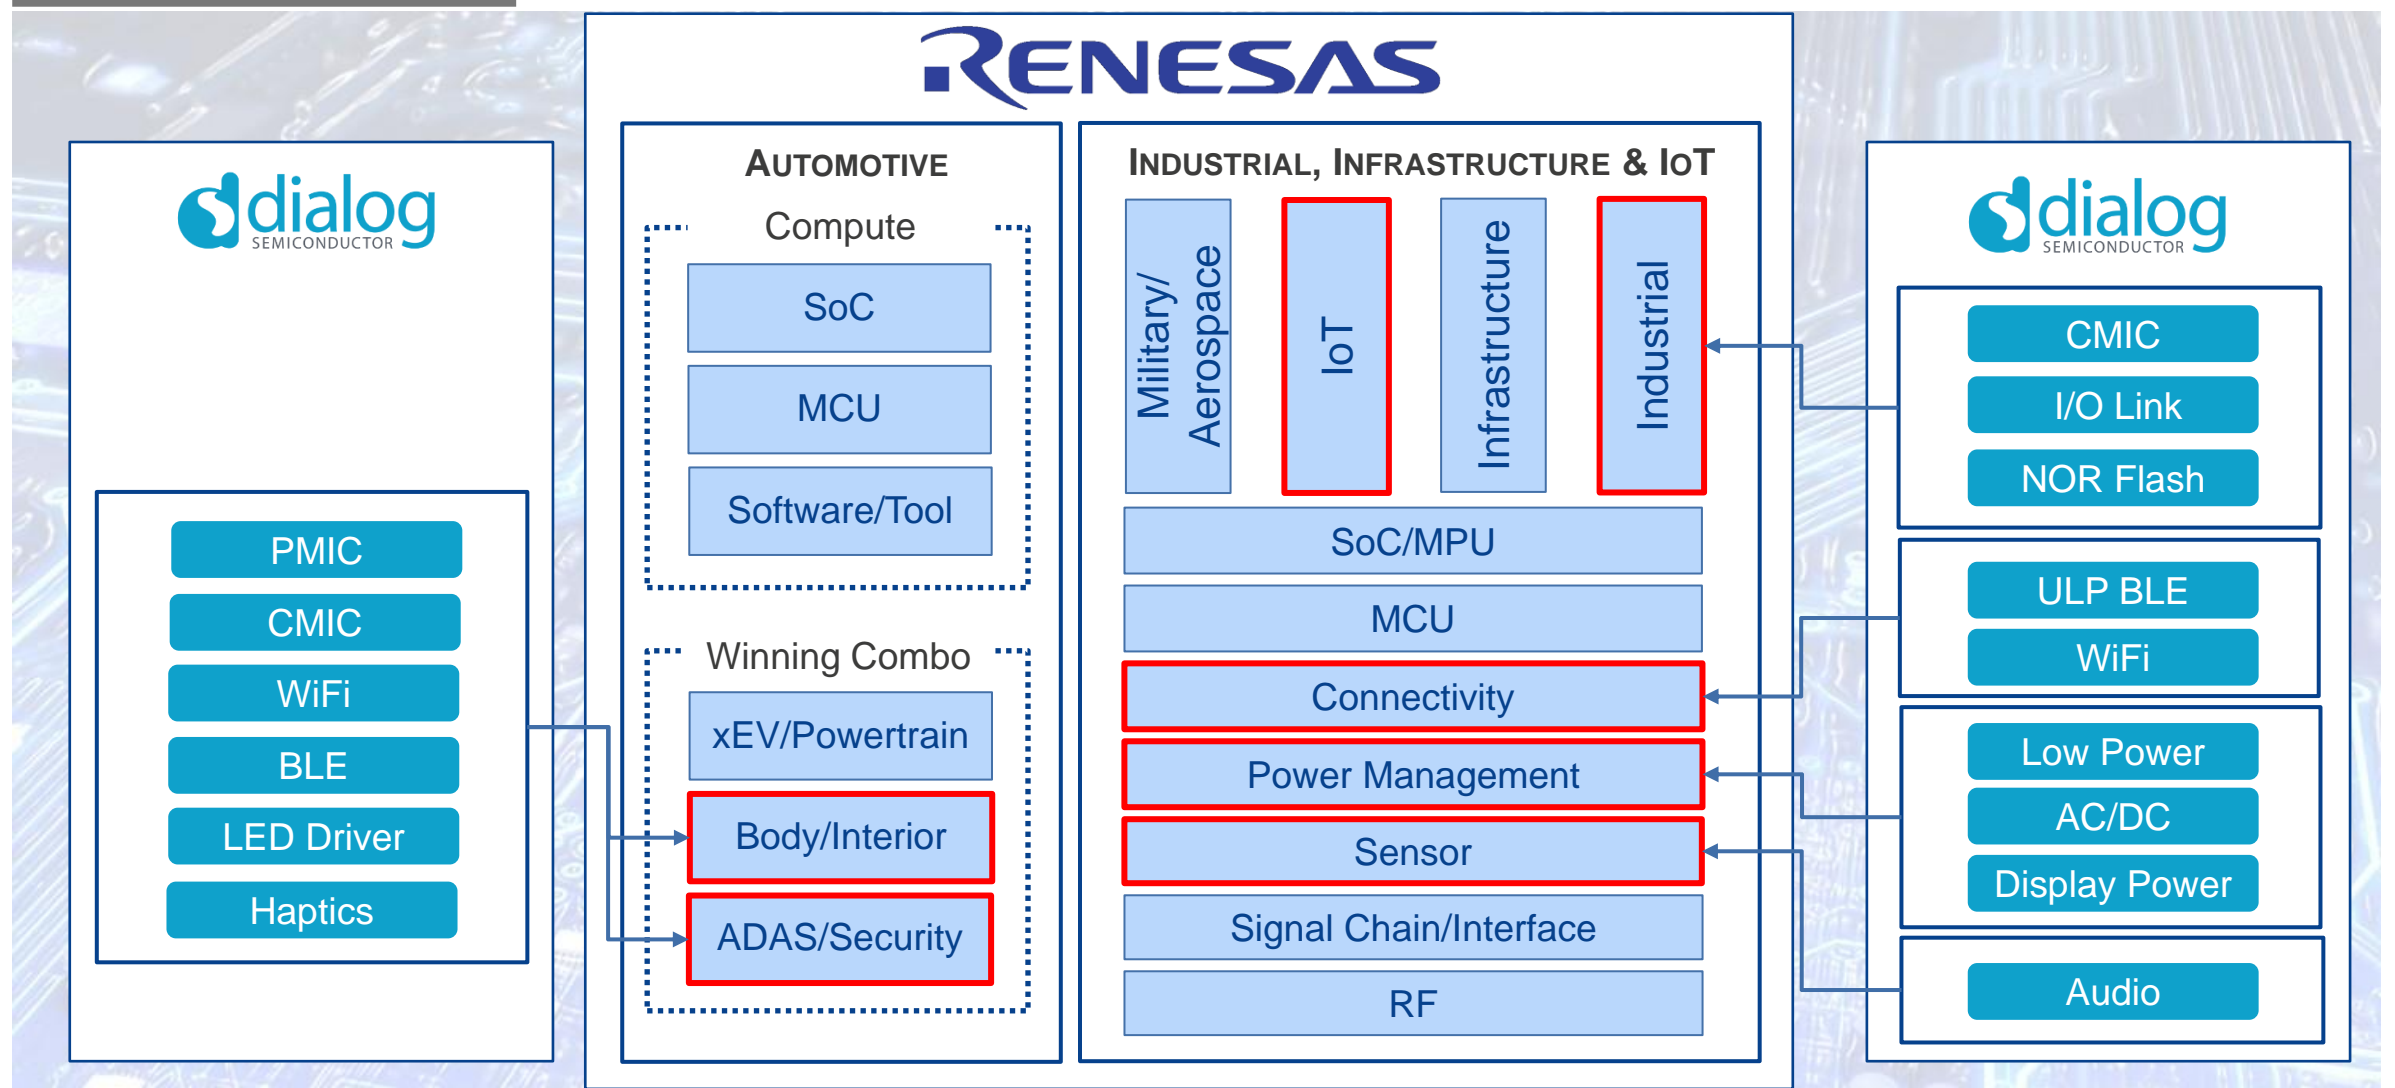 RENESAS
dialog
SEMICONDUCTOR
PMIC
CMIC
WiFi
BLE
LED Driver
Haptics
AUTOMOTIVE
Compute
SoC
MCU
Software/Tool
Winning Combo
xEV/Powertrain
Body/Interior
ADAS/Security
INDUSTRIAL, INFRASTRUCTURE & IOT
Military/
Aerospace
IoT
Infrastructure
Industrial
SoC/MPU
MCU
Connectivity
Power Management
Sensor
Signal Chain/Interface
RF
dialog
SEMICONDUCTOR
CMIC
I/O Link
NOR Flash
ULP BLE
WiFi
Low Power
AC/DC
Display Power
Audio